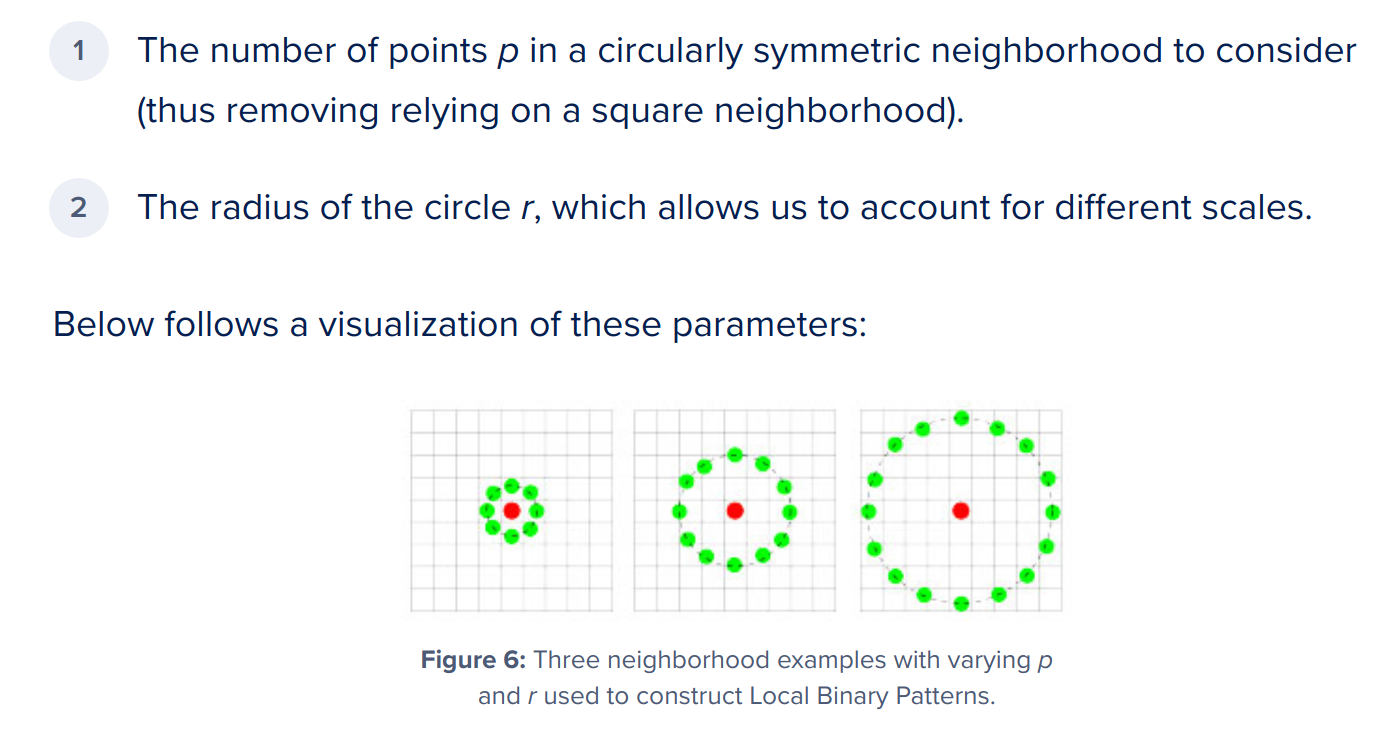 1 The number of points p in a circularly symmetric neighborhood to consider
(thus removing relying on a square neighborhood).
2 The radius of the circle r, which allows us to account for different scales.
Below follows a visualization of these parameters:
Figure 6: Three neighborhood examples with varying p
and r used to construct Local Binary Patterns.